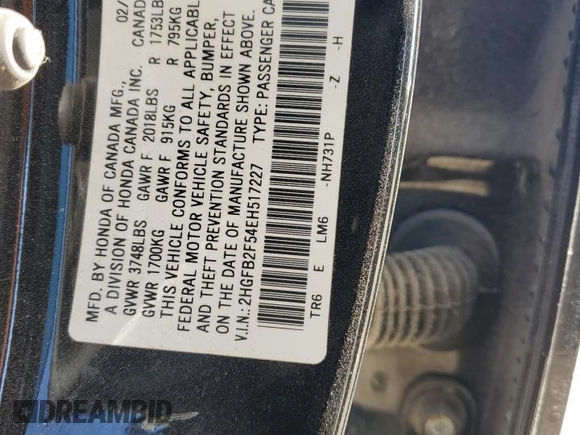 MFD. BY HONDA OF CANADA MFG., 02/
A DIVISION OF HONDA CANADA INC. CANAD
GVWR 3748LBS GAWR F 2018LBS R 1753LB
GVWR 1700KG GAWR F 915KG R 795KG
THIS VEHICLE CONFORMS TO ALL APPLICABL
FEDERAL MOTOR VEHICLE SAFETY, BUMPER,
AND THEFT PREVENTION STANDARDS IN EFFECT
ON THE DATE OF MANUFACTURE SHOWN ABOVE.
V.I.N.: 2HGFB2F54EH517227 TYPE: PASSENGER CA
TR6 E LM6 -NH731P -Z -H
DREAMBID